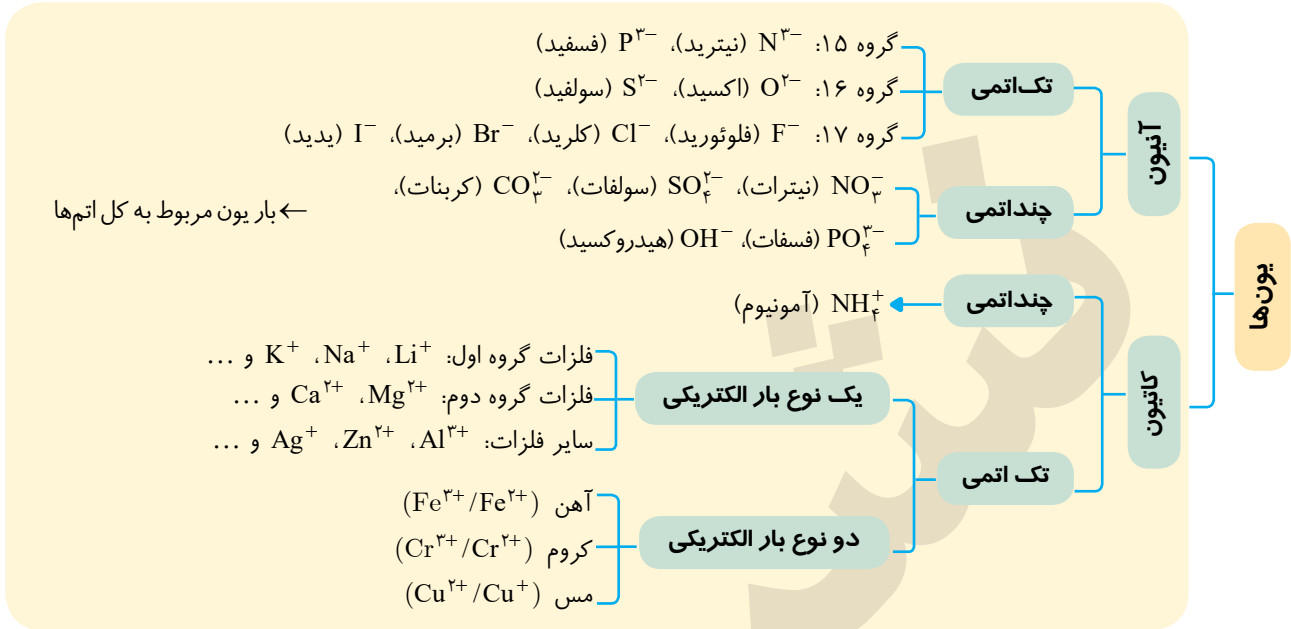 یون‌ها
آنیون
تک‌اتمی
گروه ۱۵: N³⁻ (نیترید)، P³⁻ (فسفید)
گروه ۱۶: O²⁻ (اکسید)، S²⁻ (سولفید)
گروه ۱۷: F⁻ (فلوئورید)، Cl⁻ (کلرید)، Br⁻ (برمید)، I⁻ (یدید)
چنداتمی
NO₃⁻ (نیترات)، SO₄²⁻ (سولفات)، CO₃²⁻ (کربنات)،
PO₄³⁻ (فسفات)، OH⁻ (هیدروکسید)
← بار یون مربوط به کل اتم‌ها
کاتیون
چنداتمی
NH₄⁺ (آمونیوم)
تک اتمی
یک نوع بار الکتریکی
فلزات گروه اول: Li⁺، Na⁺، K⁺ و ...
فلزات گروه دوم: Mg²⁺، Ca²⁺ و ...
سایر فلزات: Al³⁺، Zn²⁺، Ag⁺ و ...
دو نوع بار الکتریکی
آهن (Fe³⁺/Fe²⁺)
کروم (Cr³⁺/Cr²⁺)
مس (Cu²⁺/Cu⁺)